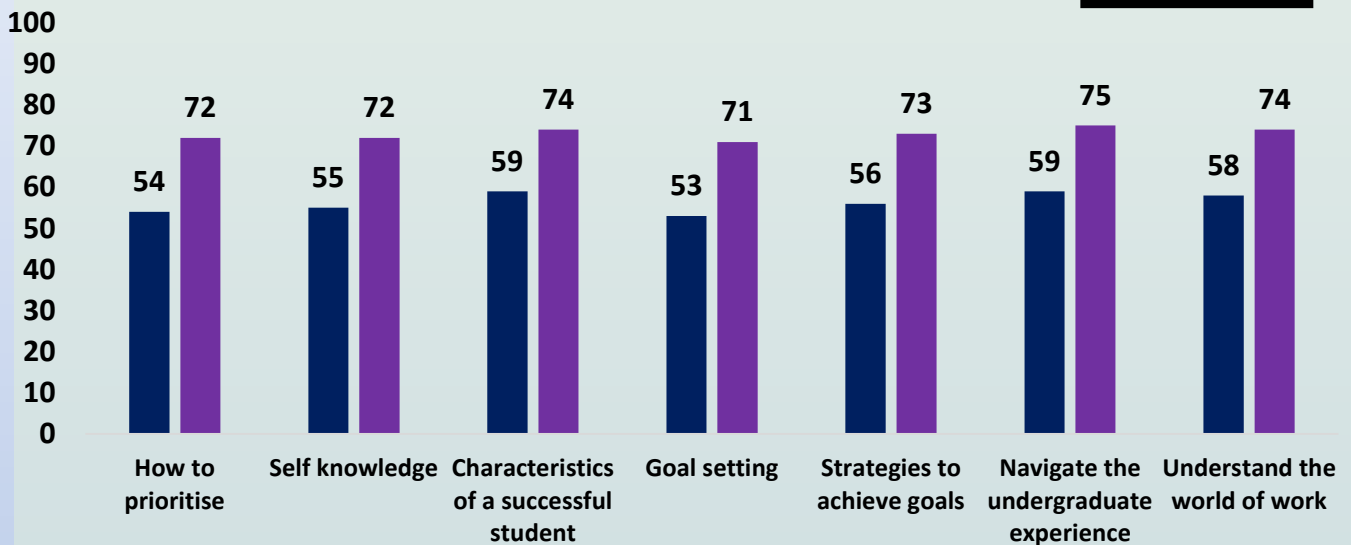 100
90
80
70
60
50
40
30
20
10
0
54 72 55 72 59 74 53 71 56 73 59 75 58 74
How to prioritise
Self knowledge
Characteristics of a successful student
Goal setting
Strategies to achieve goals
Navigate the undergraduate experience
Understand the world of work